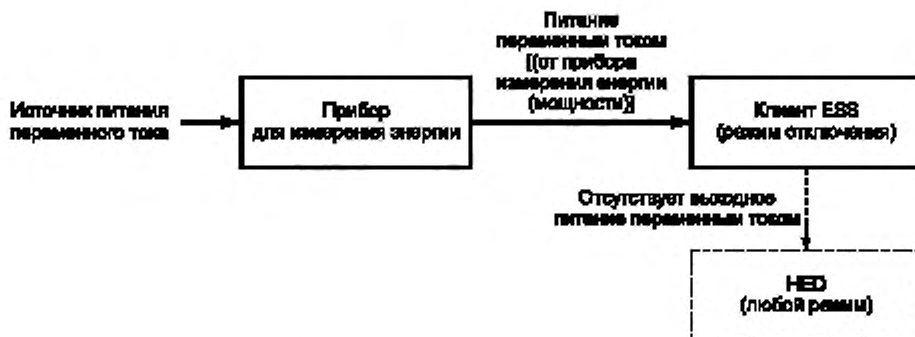 Питание
переменным током
[(от прибора
измерения энергии
(мощности)]
Источник питания
переменного тока
Прибор
для измерения энергии
Клиент ESS
(режим отключения)
Отсутствует выходное
питание переменным током
HED
(любой режим)